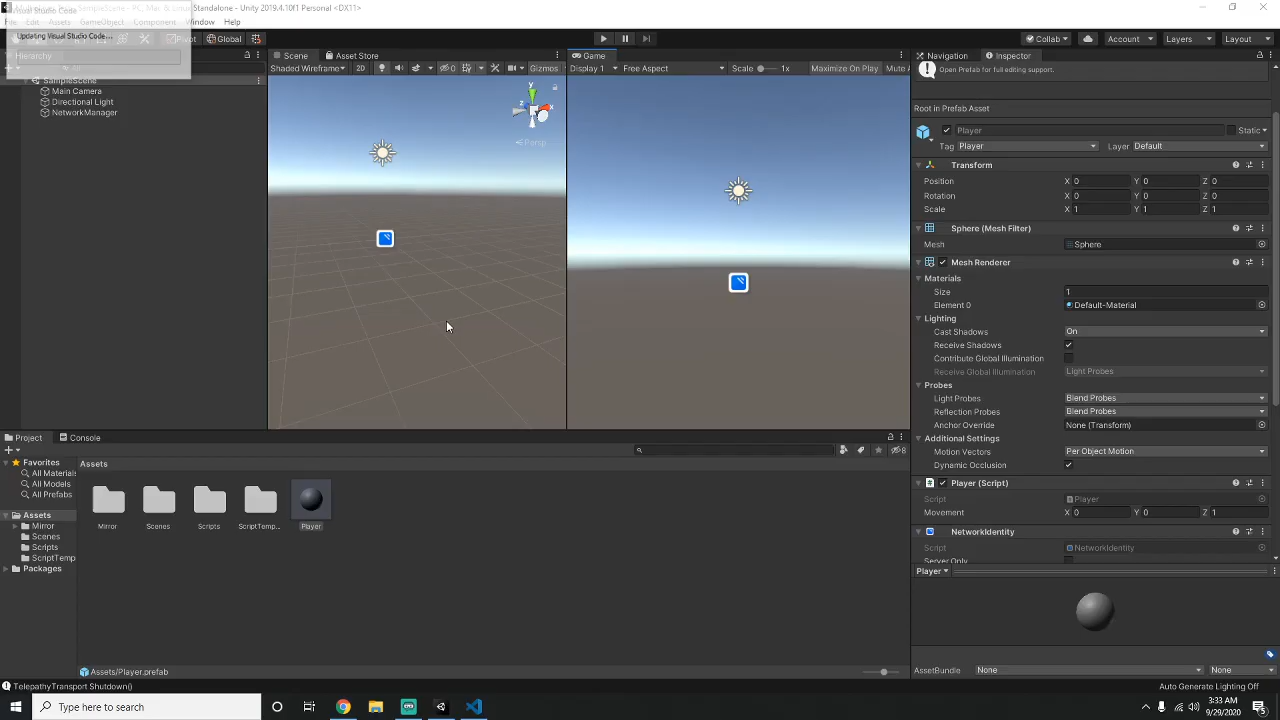 Visual Studio Code
SampleScene - PC, Mac & Linux Standalone - Unity 2019.4.10f1 Personal <DX11>
File Edit Assets GameObject Component Window Help
Updating Visual Studio Code...
Pivot Global
Collab Account Layers Layout
Hierarchy
Scene Asset Store
Game
Navigation Inspector
Shaded Wireframe 2D 0 Gizmos
Display 1 Free Aspect Scale 1x Maximize On Play Mute A
Open Prefab for full editing support.
SampleScene
Main Camera
Directional Light
NetworkManager
y
x
z
Persp
Root in Prefab Asset
Player Static
Tag Player Layer Default
Transform
Position X 0 Y 0 Z 0
Rotation X 0 Y 0 Z 0
Scale X 1 Y 1 Z 1
Sphere (Mesh Filter)
Mesh Sphere
Mesh Renderer
Materials
Size 1
Element 0 Default-Material
Lighting
Cast Shadows On
Receive Shadows
Contribute Global Illumination
Receive Global Illumination Light Probes
Probes
Light Probes Blend Probes
Reflection Probes Blend Probes
Anchor Override None (Transform)
Additional Settings
Motion Vectors Per Object Motion
Dynamic Occlusion
Player (Script)
Script Player
Movement X 0 Y 0 Z 1
NetworkIdentity
Script NetworkIdentity
Server Only
Player
AssetBundle None None
Project Console
8
Favorites
All Materials
All Models
All Prefabs
Assets
Mirror
Scenes
Scripts
ScriptTemp
Packages
Assets
Mirror Scenes Scripts ScriptTemp... Player
Assets/Player.prefab
TelepathyTransport Shutdown()
Auto Generate Lighting Off
Type here to search
3:33 AM
9/29/2020